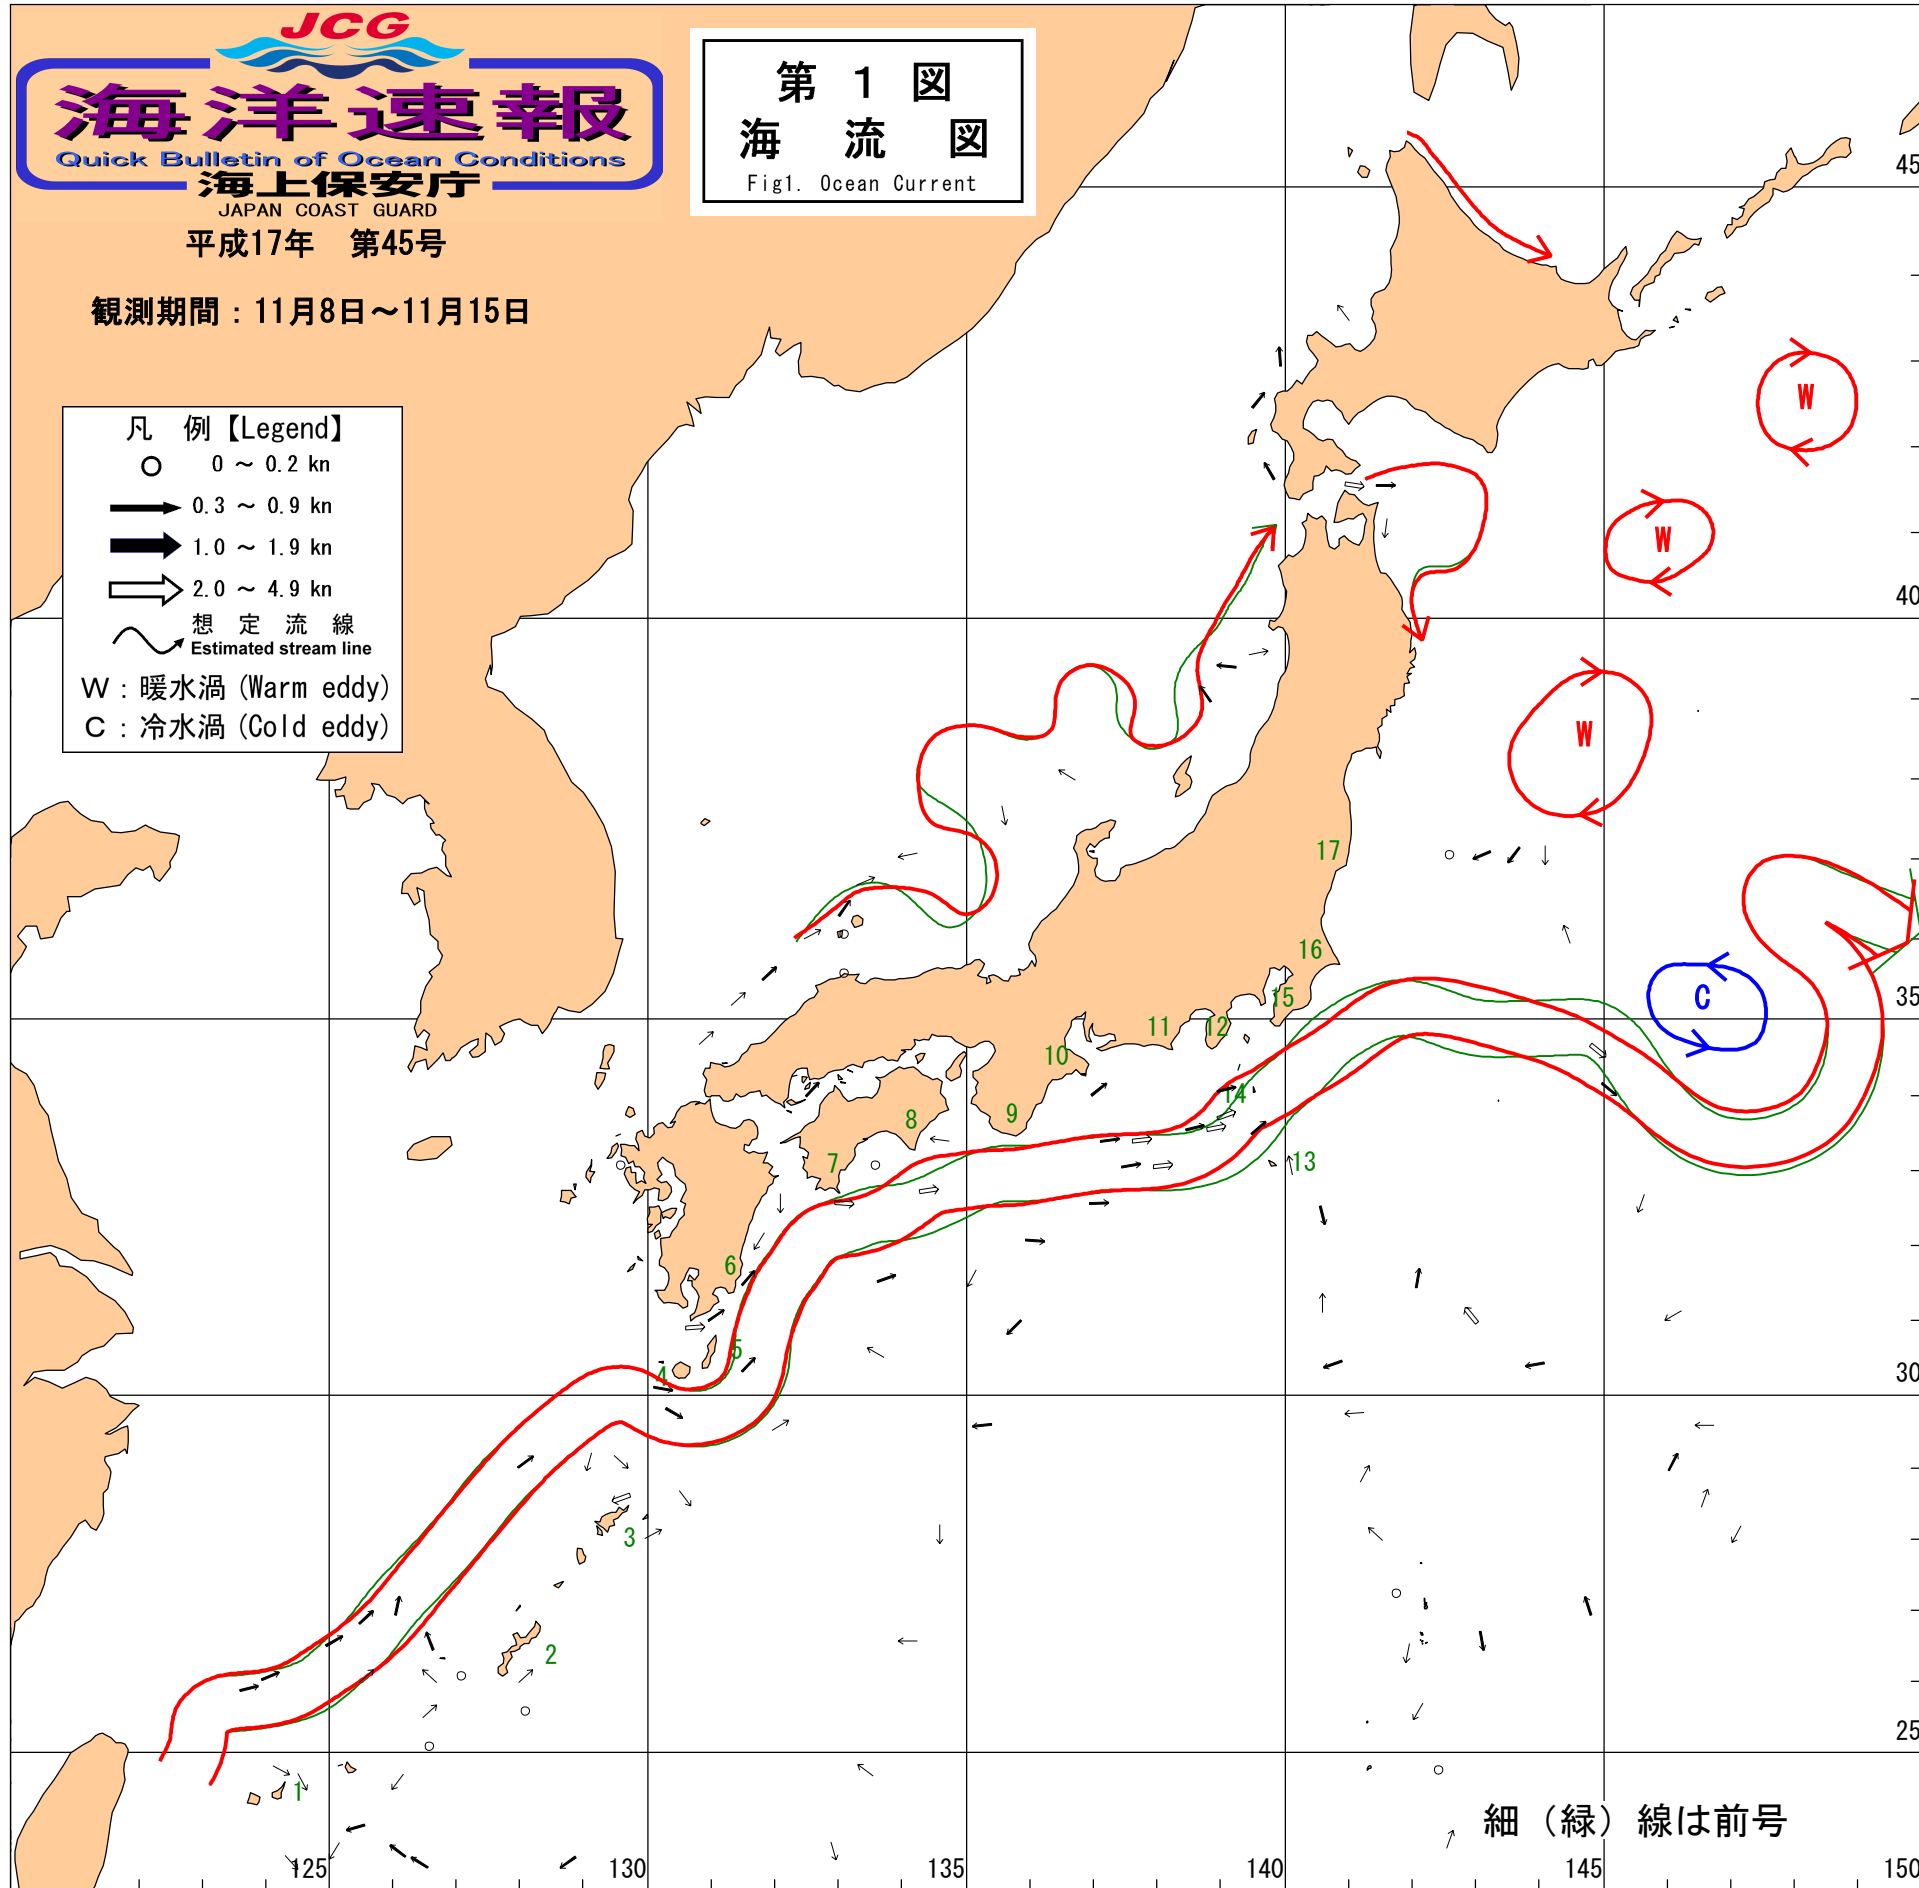 JCG
海洋速報
Quick Bulletin of Ocean Conditions
海上保安庁
JAPAN COAST GUARD
平成17年 第45号
観測期間：11月8日～11月15日
第 1 図
海 流 図
Fig1. Ocean Current
凡 例【Legend】
0 ～ 0.2 kn
0.3 ～ 0.9 kn
1.0 ～ 1.9 kn
2.0 ～ 4.9 kn
想 定 流 線
Estimated stream line
W：暖水渦(Warm eddy)
C：冷水渦(Cold eddy)
45
W
W
40
W
17
16
C
15
35
11
12
10
14
9
8
7
13
6
5
4
30
3
2
25
1
細（緑）線は前号
125
130
135
140
145
150